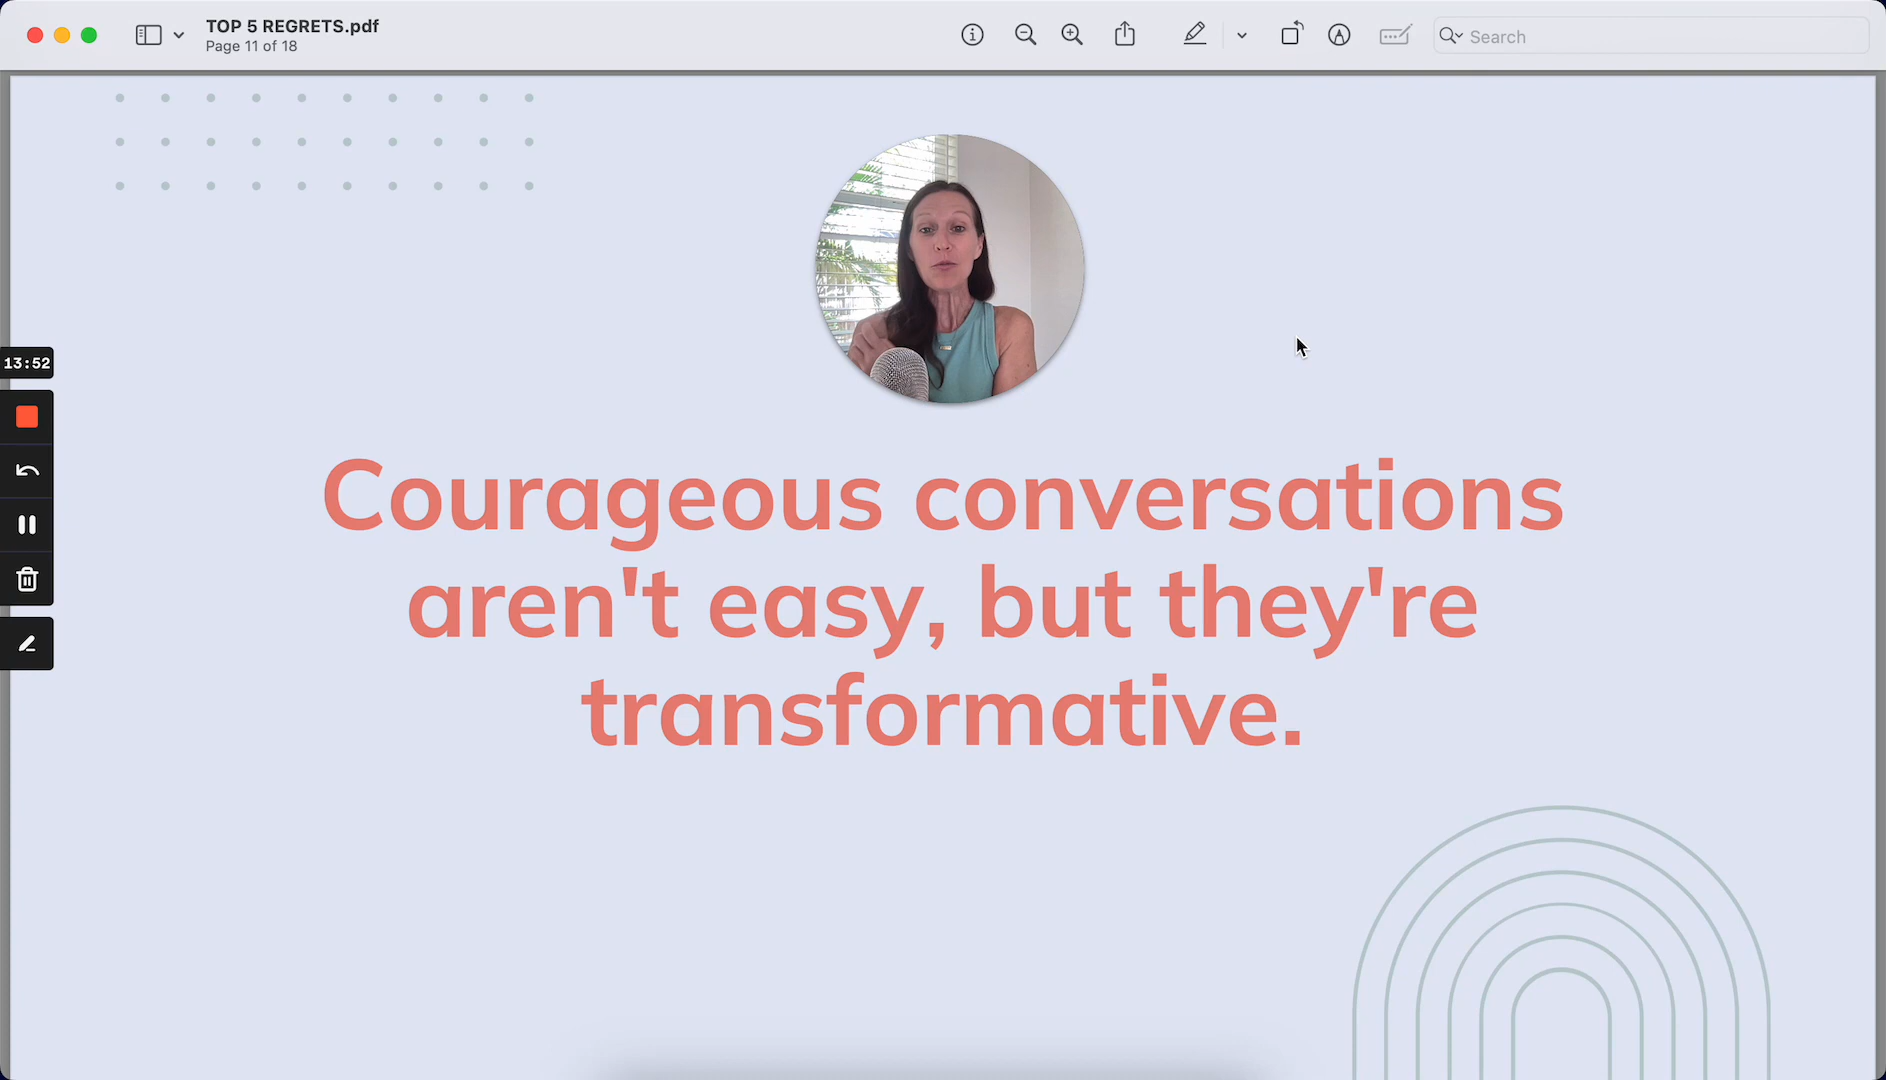 TOP 5 REGRETS.pdf
Page 11 of 18
Search
13:52
Courageous conversations
aren't easy, but they're
transformative.